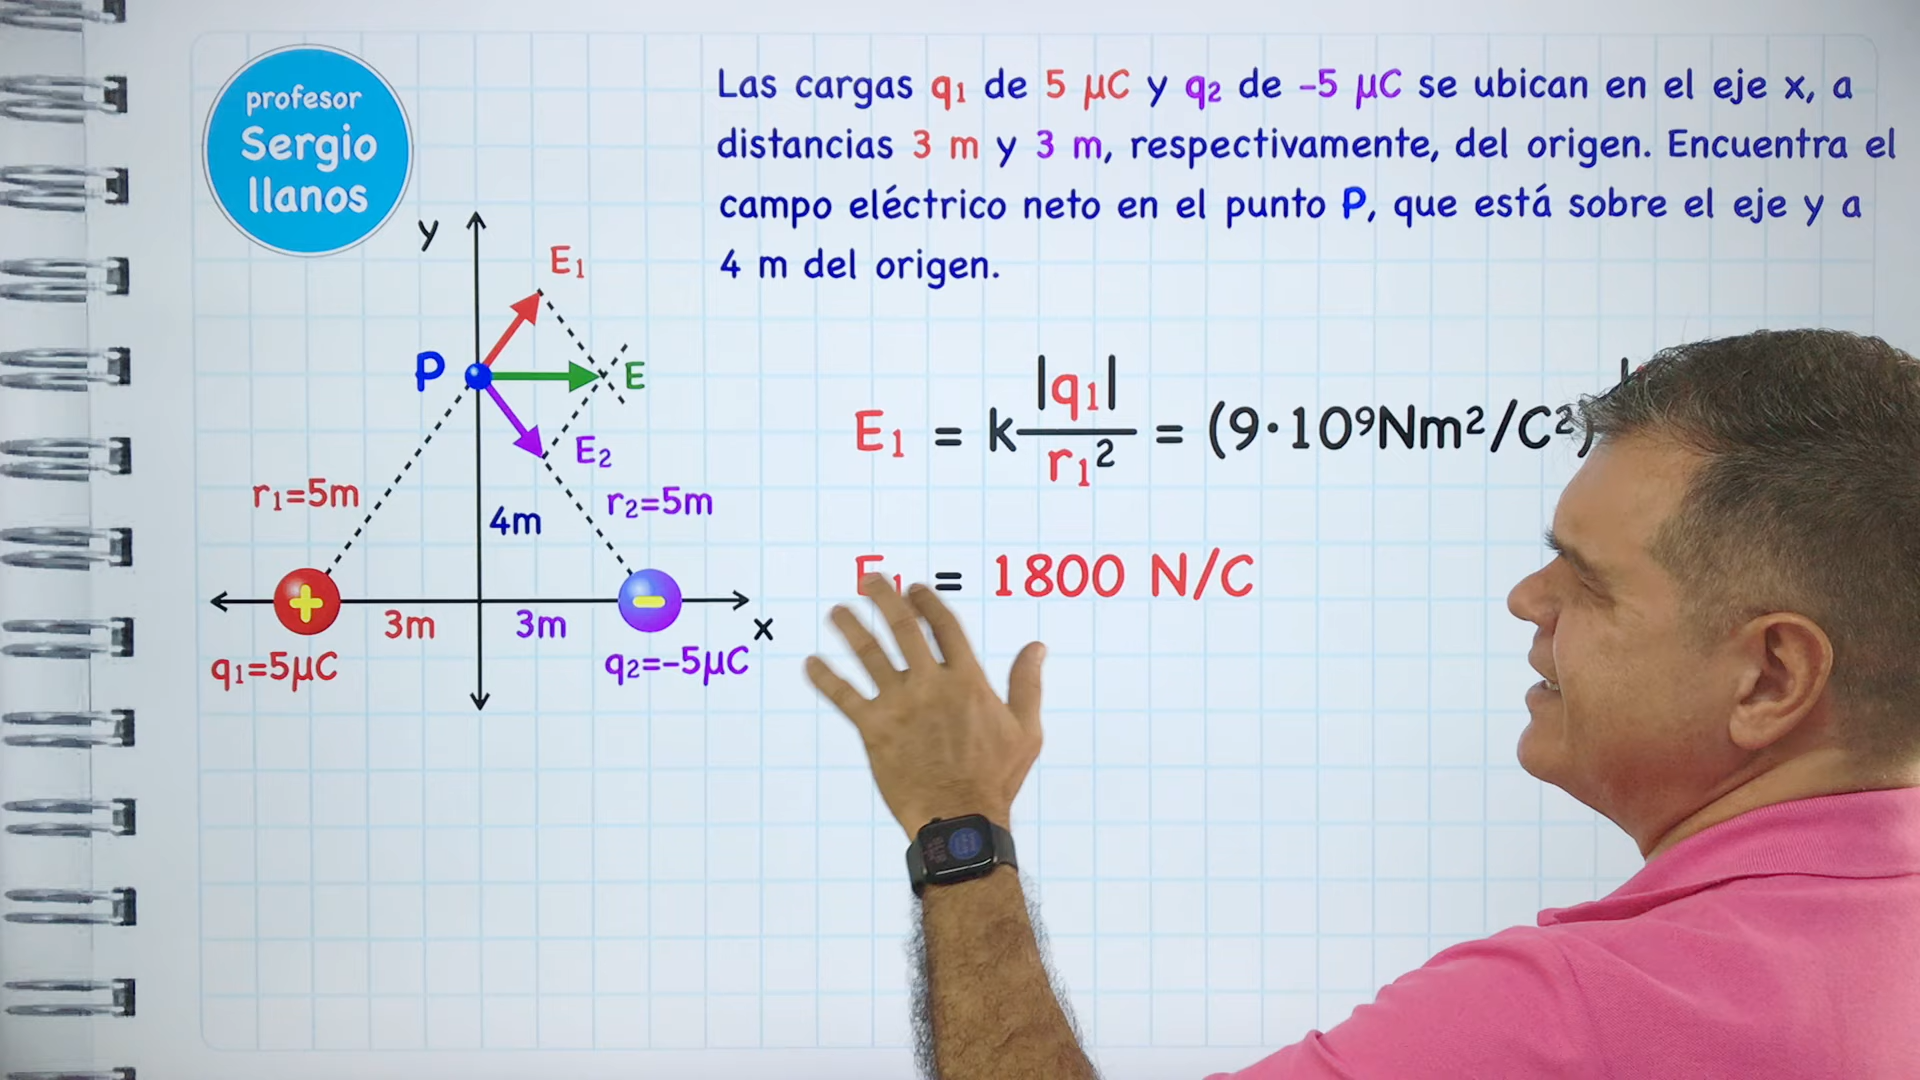 profesor
Sergio
llanos
Las cargas q₁ de 5 μC y q₂ de -5 μC se ubican en el eje x, a
distancias 3 m y 3 m, respectivamente, del origen. Encuentra el
campo eléctrico neto en el punto P, que está sobre el eje y a
4 m del origen.
y
E₁
P
E
E₂
r₁=5m
r₂=5m
4m
3m
3m
x
q₁=5μC
q₂=-5μC
E₁ = k|q₁|/r₁² = (9·10⁹Nm²/C²)
E₁ = 1800 N/C